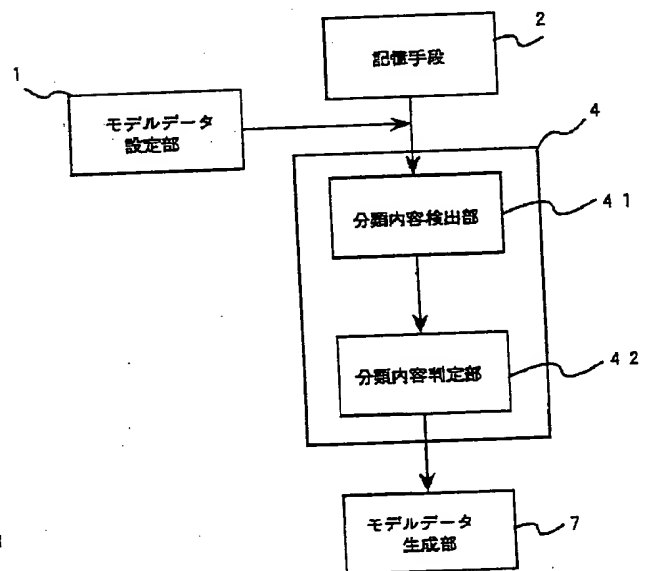 2
記憶手段
1
モデルデータ
設定部
4
分類内容検出部
41
分類内容判定部
42
モデルデータ
生成部
7